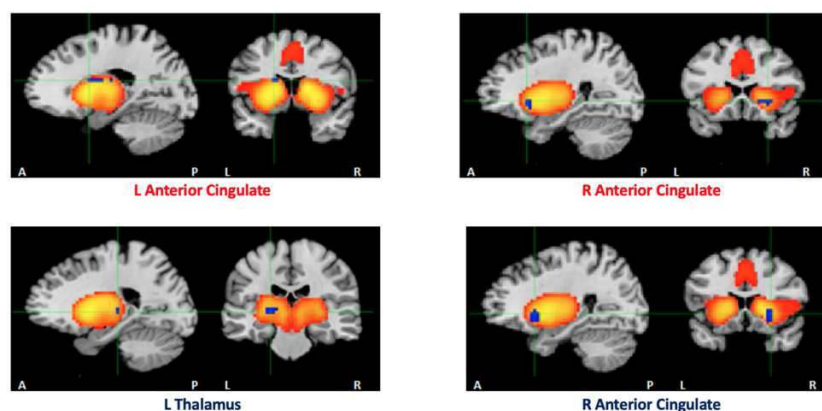 A P L R
L Anterior Cingulate
A P L R
R Anterior Cingulate
A P L R
L Thalamus
A P L R
R Anterior Cingulate